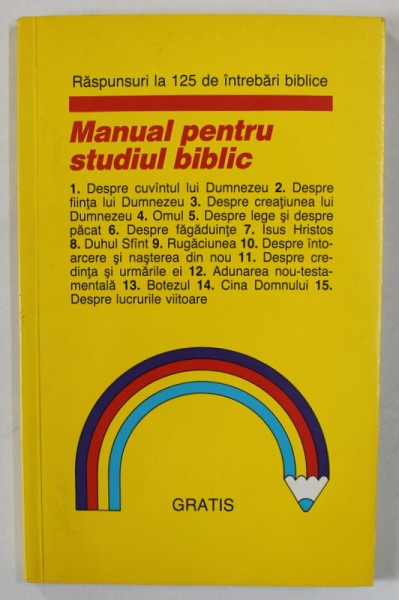 Răspunsuri la 125 de întrebări biblice
Manual pentru
studiul biblic
1. Despre cuvîntul lui Dumnezeu 2. Despre
ființa lui Dumnezeu 3. Despre creațiunea lui
Dumnezeu 4. Omul 5. Despre lege și despre
păcat 6. Despre făgăduințe 7. Isus Hristos
8. Duhul Sfînt 9. Rugăciunea 10. Despre înto-
arcere și nașterea din nou 11. Despre cre-
dința și urmările ei 12. Adunarea nou-testa-
mentală 13. Botezul 14. Cina Domnului 15.
Despre lucrurile viitoare
GRATIS